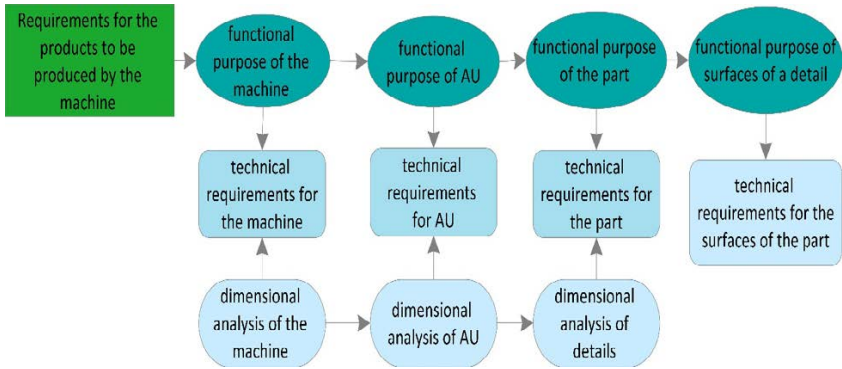 Requirements for the
products to be
produced by the
machine
functional
purpose of the
machine
functional
purpose of AU
functional purpose
of the part
functional purpose of
surfaces of a detail
technical
requirements for
the machine
technical
requirements
for AU
technical
requirements for
the part
technical
requirements for the
surfaces of the part
dimensional
analysis of the
machine
dimensional
analysis of AU
dimensional
analysis of
details